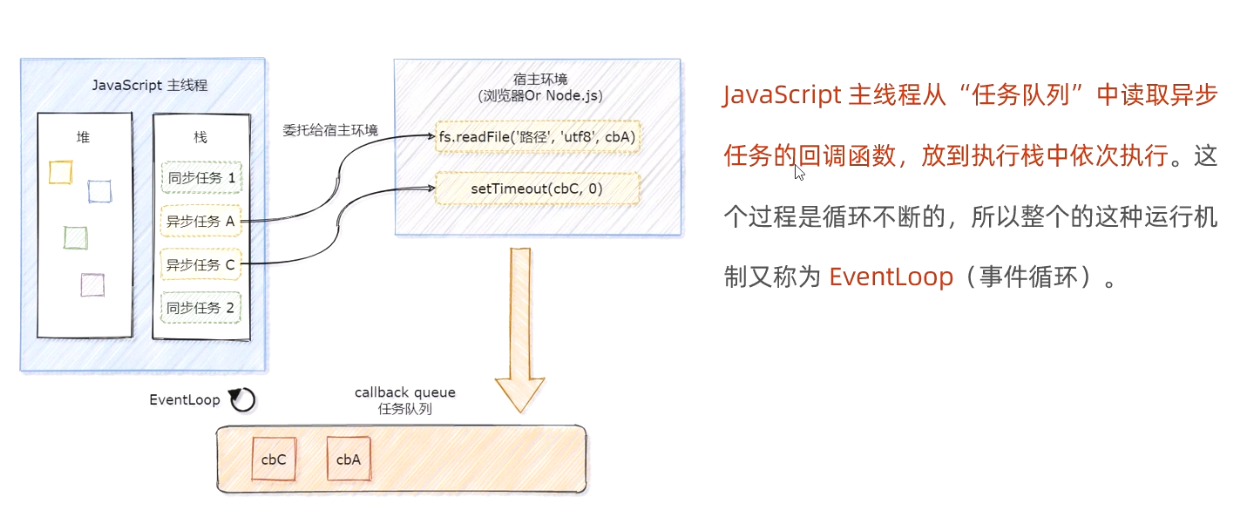 JavaScript 主线程
堆
栈
同步任务 1
异步任务 A
异步任务 C
同步任务 2
委托给宿主环境
宿主环境
(浏览器Or Node.js)
fs.readFile('路径', 'utf8', cbA)
setTimeout(cbC, 0)
EventLoop
callback queue
任务队列
cbC
cbA
JavaScript 主线程从“任务队列”中读取异步
任务的回调函数，放到执行栈中依次执行。这
个过程是循环不断的，所以整个的这种运行机
制又称为 EventLoop（事件循环）。